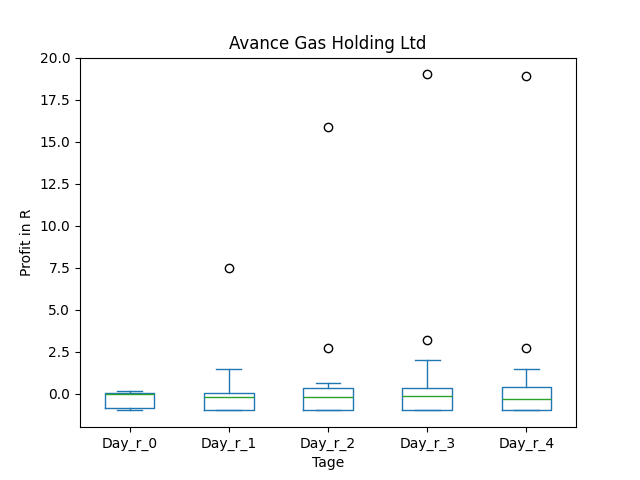 Avance Gas Holding Ltd
20.0
17.5
15.0
12.5
10.0
7.5
5.0
2.5
0.0
Profit in R
Day_r_0 Day_r_1 Day_r_2 Day_r_3 Day_r_4
Tage